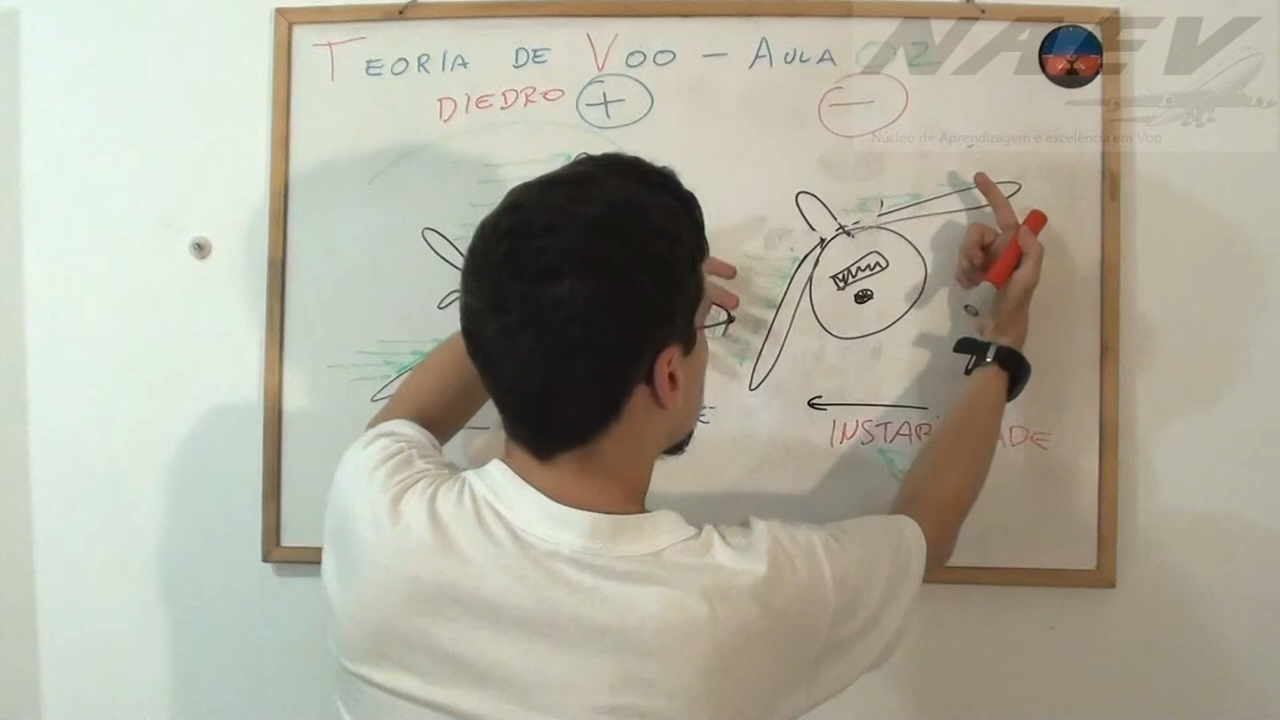 TEORIA DE VOO - AULA 02
DIEDRO + -
NAEV
Núcleo de Aprendizagem e excelência em Voo